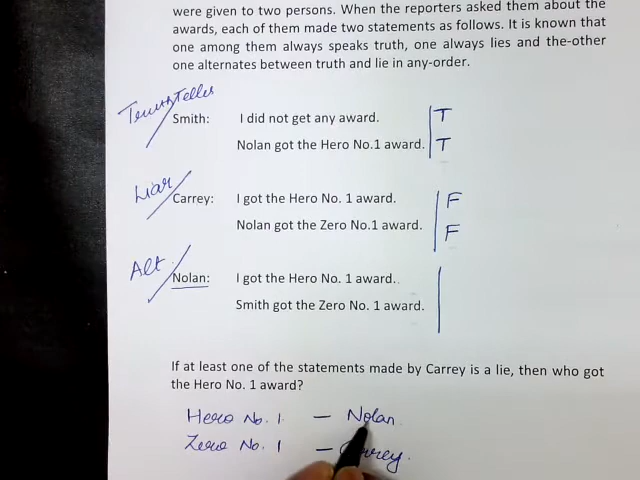 were given to two persons. When the reporters asked them about the
awards, each of them made two statements as follows. It is known that
one among them always speaks truth, one always lies and the-other
one alternates between truth and lie in any-order.
Truth Teller
Smith: I did not get any award. T
Nolan got the Hero No.1 award. T
Liar
Carrey: I got the Hero No. 1 award. F
Nolan got the Zero No.1 award. F
Alt
Nolan: I got the Hero No. 1 award.
Smith got the Zero No. 1 award.
If at least one of the statements made by Carrey is a lie, then who got
the Hero No. 1 award?
Hero No. 1 — Nolan
Zero No. 1 — Carrey.